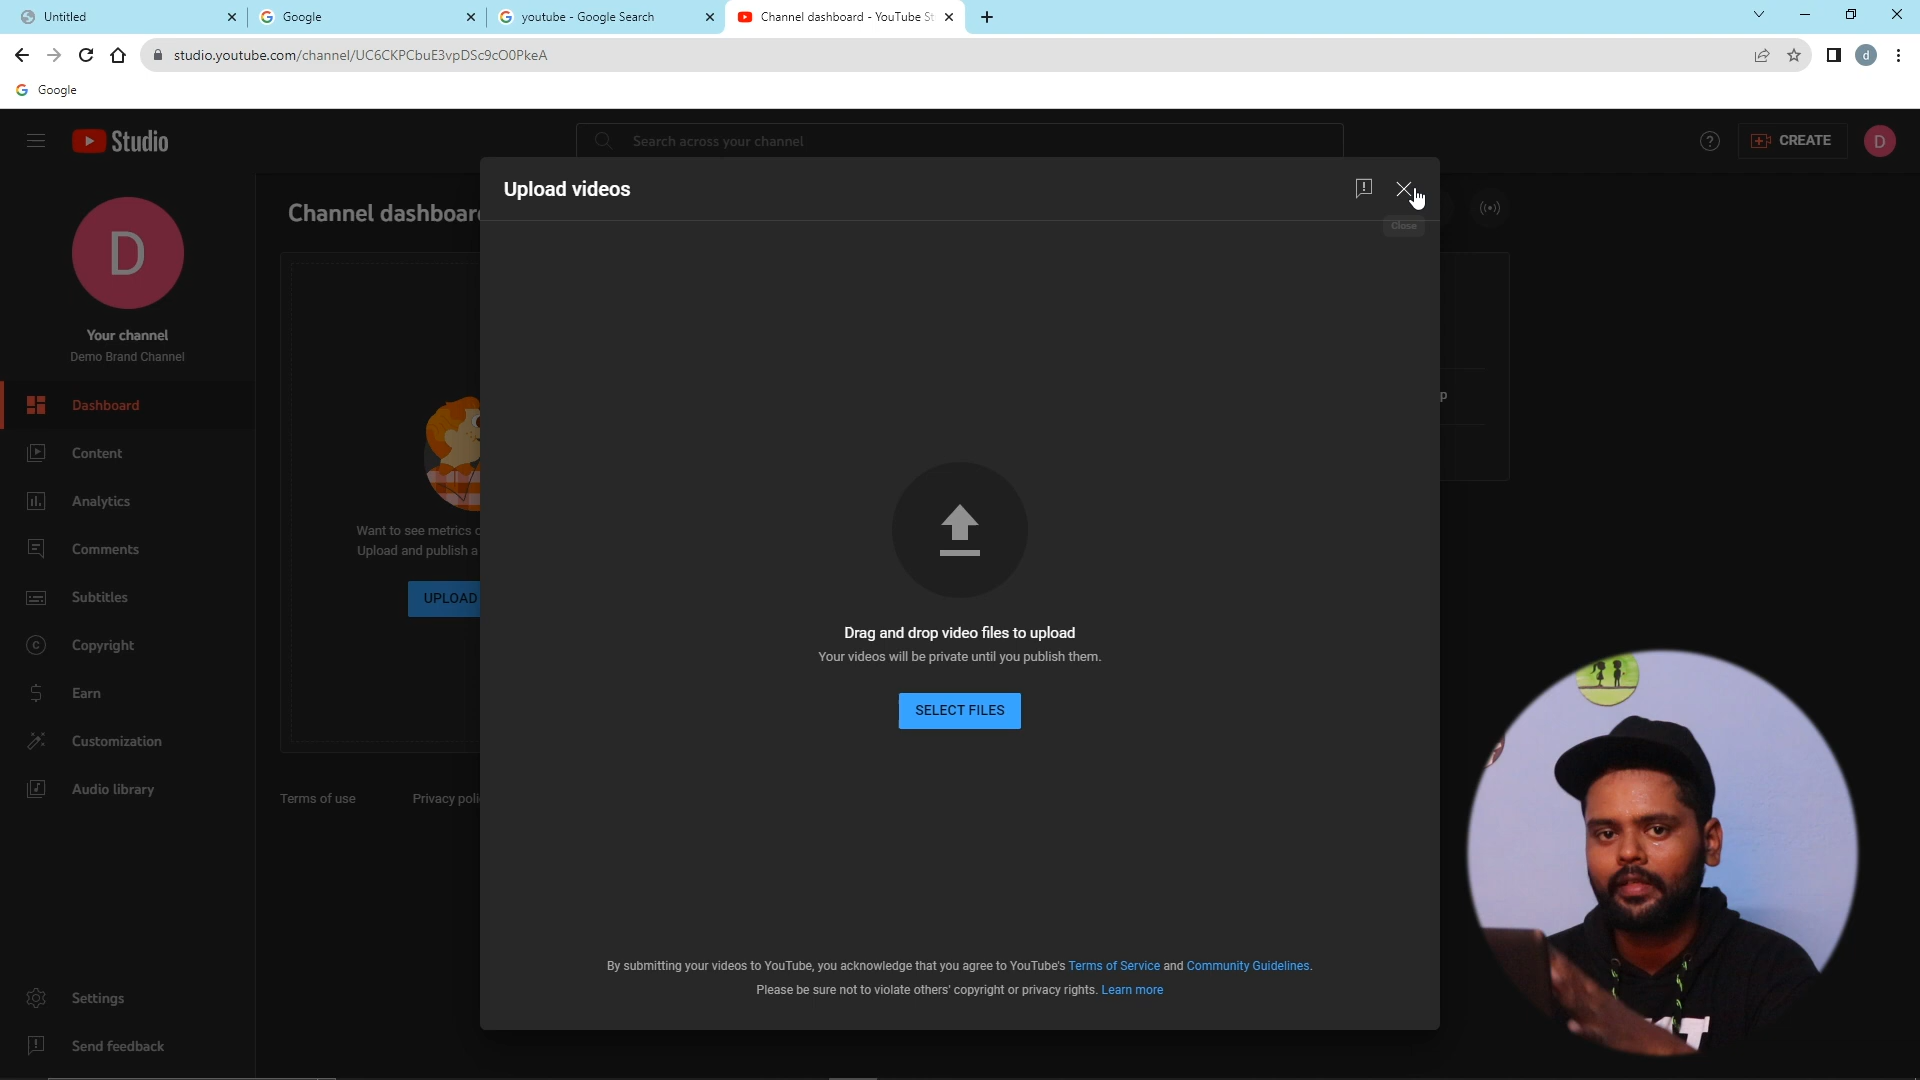 Untitled
Google
youtube - Google Search
Channel dashboard - YouTube St
studio.youtube.com/channel/UC6CKPCbuE3vpDSc9cO0PkeA
d
Google
Studio
Search across your channel
CREATE
D
Upload videos
Close
Channel dashboar
D
Your channel
Demo Brand Channel
Dashboard
Content
Analytics
Comments
Subtitles
Copyright
Earn
Customization
Audio library
Settings
Send feedback
Want to see metrics
Upload and publish a
UPLOAD
Terms of use
Privacy poli
p
Drag and drop video files to upload
Your videos will be private until you publish them.
SELECT FILES
By submitting your videos to YouTube, you acknowledge that you agree to YouTube's Terms of Service and Community Guidelines.
Please be sure not to violate others' copyright or privacy rights. Learn more